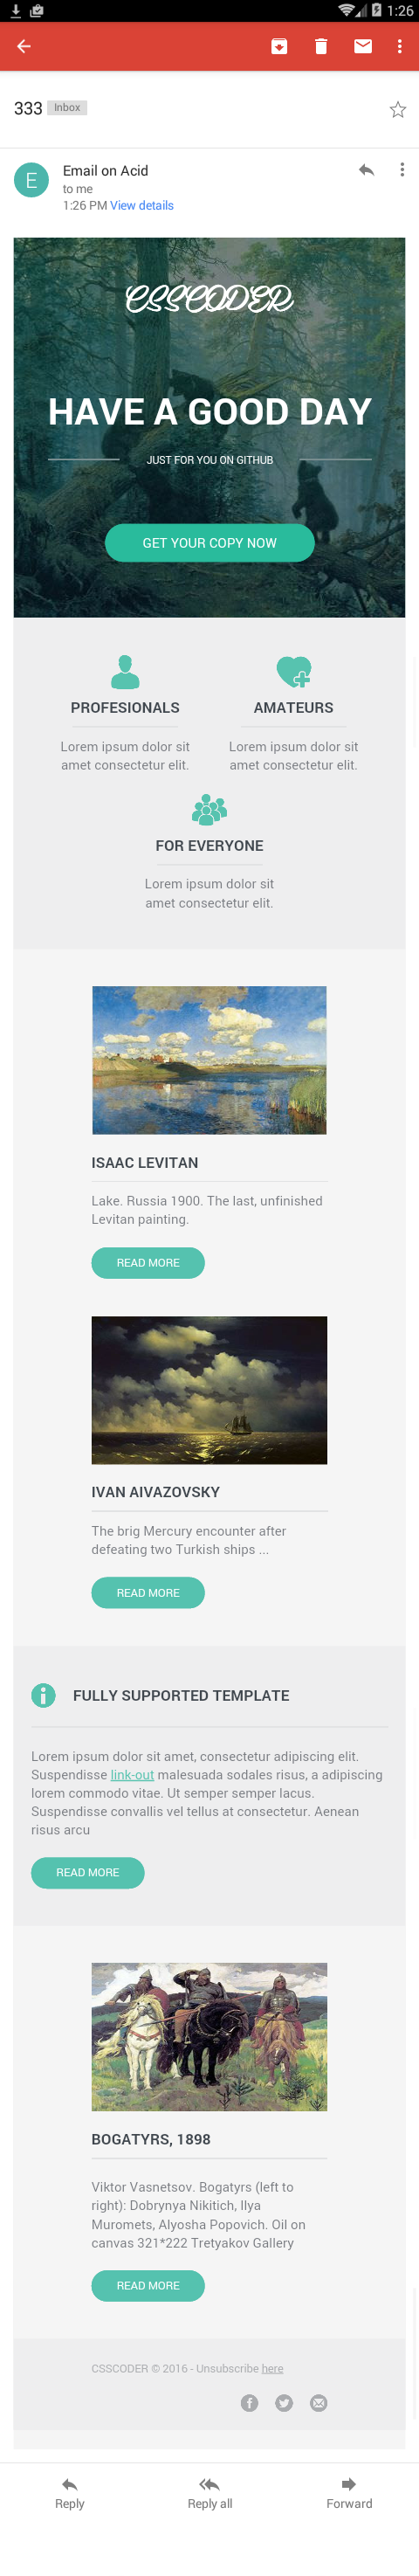 1:26
333 Inbox
E
Email on Acid
to me
1:26 PM View details
CSSCODER
HAVE A GOOD DAY
JUST FOR YOU ON GITHUB
GET YOUR COPY NOW
PROFESIONALS
Lorem ipsum dolor sit
amet consectetur elit.
AMATEURS
Lorem ipsum dolor sit
amet consectetur elit.
FOR EVERYONE
Lorem ipsum dolor sit
amet consectetur elit.
ISAAC LEVITAN
Lake. Russia 1900. The last, unfinished
Levitan painting.
READ MORE
IVAN AIVAZOVSKY
The brig Mercury encounter after
defeating two Turkish ships ...
READ MORE
FULLY SUPPORTED TEMPLATE
Lorem ipsum dolor sit amet, consectetur adipiscing elit.
Suspendisse link-out malesuada sodales risus, a adipiscing
lorem commodo vitae. Ut semper semper lacus.
Suspendisse convallis vel tellus at consectetur. Aenean
risus arcu
READ MORE
BOGATYRS, 1898
Viktor Vasnetsov. Bogatyrs (left to
right): Dobrynya Nikitich, Ilya
Muromets, Alyosha Popovich. Oil on
canvas 321*222 Tretyakov Gallery
READ MORE
CSSCODER © 2016 - Unsubscribe here
Reply
Reply all
Forward